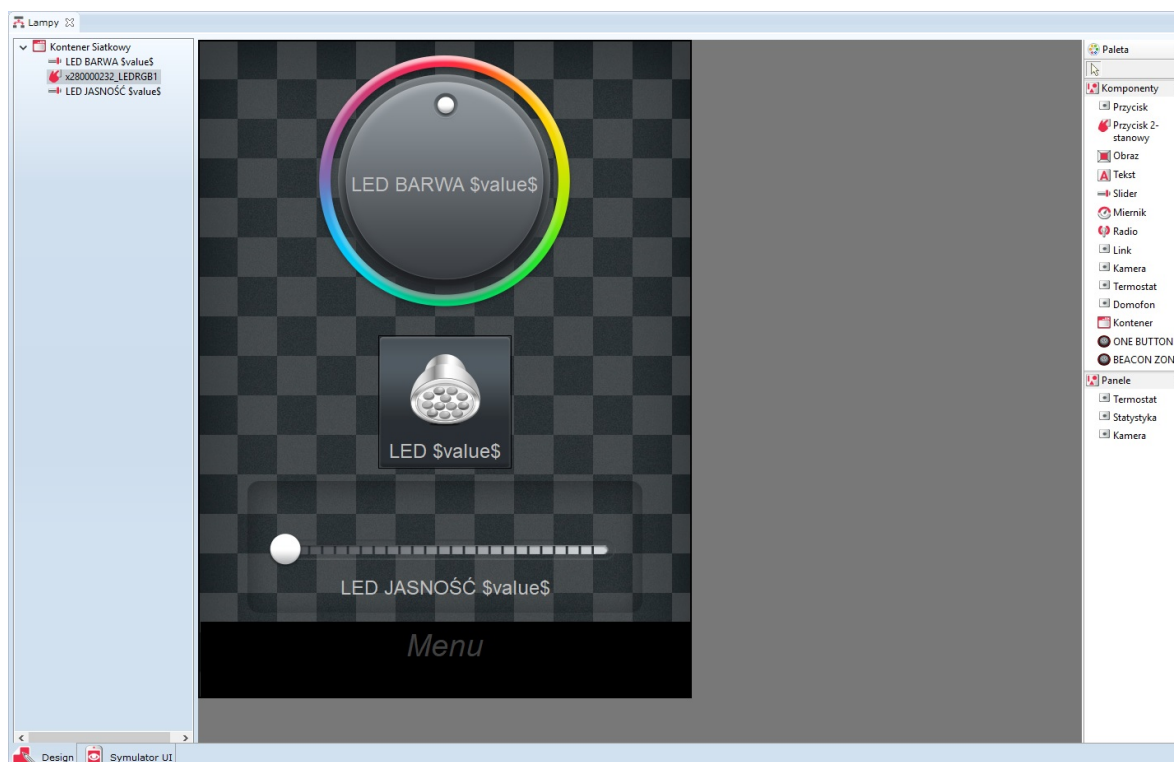 Lampy
Kontener Siatkowy
LED BARWA $value$
x280000232_LEDRGB1
LED JASNOŚĆ $value$
LED BARWA $value$
LED $value$
LED JASNOŚĆ $value$
Menu
Paleta
Komponenty
Przycisk
Przycisk 2-
stanowy
Obraz
Tekst
Slider
Miernik
Radio
Link
Kamera
Termostat
Domofon
Kontener
ONE BUTTON
BEACON ZON
Panele
Termostat
Statystyka
Kamera
Design
Symulator UI